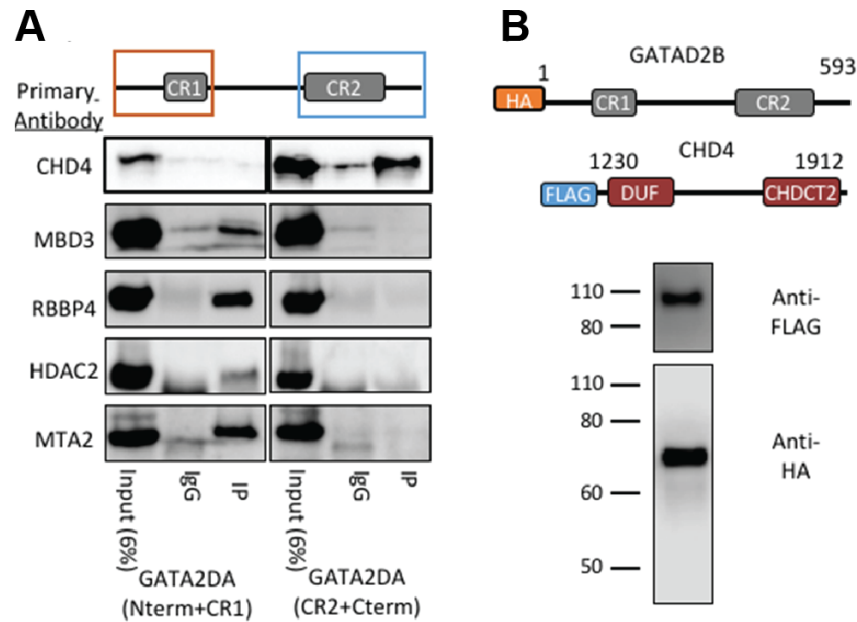 A
CR1
CR2
Primary
Antibody
CHD4
MBD3
RBBP4
HDAC2
MTA2
Input (6%)
IgG
IP
Input (6%)
IgG
IP
GATA2DA
(Nterm+CR1)
GATA2DA
(CR2+Cterm)
B
GATAD2B
1
593
HA
CR1
CR2
CHD4
1230
1912
FLAG
DUF
CHDCT2
110
80
Anti-
FLAG
110
80
60
50
Anti-
HA